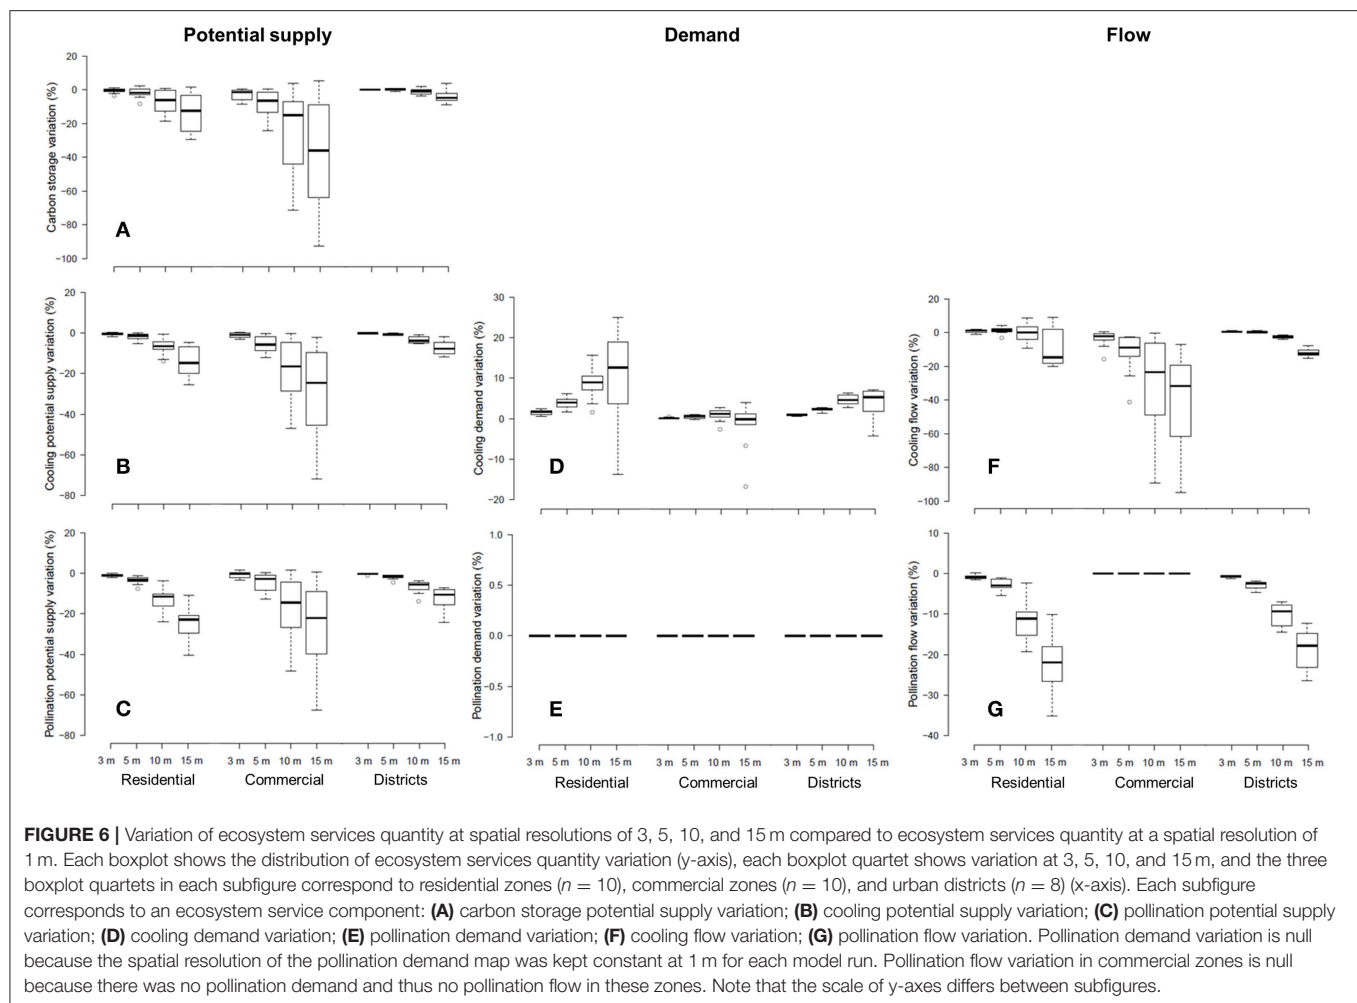 Potential supply
Demand
Flow
Carbon storage variation (%)
20
0
−20
−40
−60
−80
−100
A
Cooling potential supply variation (%)
20
0
−20
−40
−60
−80
B
Cooling demand variation (%)
30
20
10
0
−10
−20
D
Cooling flow variation (%)
20
0
−20
−40
−60
−80
−100
F
Pollination potential supply variation (%)
20
0
−20
−40
−60
−80
C
3 m 5 m 10 m 15 m 3 m 5 m 10 m 15 m 3 m 5 m 10 m 15 m
Residential Commercial Districts
Pollination demand variation (%)
1.0
0.5
0.0
−0.5
−1.0
E
3 m 5 m 10 m 15 m 3 m 5 m 10 m 15 m 3 m 5 m 10 m 15 m
Residential Commercial Districts
Pollination flow variation (%)
10
0
−10
−20
−30
−40
G
3 m 5 m 10 m 15 m 3 m 5 m 10 m 15 m 3 m 5 m 10 m 15 m
Residential Commercial Districts
FIGURE 6 | Variation of ecosystem services quantity at spatial resolutions of 3, 5, 10, and 15 m compared to ecosystem services quantity at a spatial resolution of
1 m. Each boxplot shows the distribution of ecosystem services quantity variation (y-axis), each boxplot quartet shows variation at 3, 5, 10, and 15 m, and the three
boxplot quartets in each subfigure correspond to residential zones (n = 10), commercial zones (n = 10), and urban districts (n = 8) (x-axis). Each subfigure
corresponds to an ecosystem service component: (A) carbon storage potential supply variation; (B) cooling potential supply variation; (C) pollination potential supply
variation; (D) cooling demand variation; (E) pollination demand variation; (F) cooling flow variation; (G) pollination flow variation. Pollination demand variation is null
because the spatial resolution of the pollination demand map was kept constant at 1 m for each model run. Pollination flow variation in commercial zones is null
because there was no pollination demand and thus no pollination flow in these zones. Note that the scale of y-axes differs between subfigures.